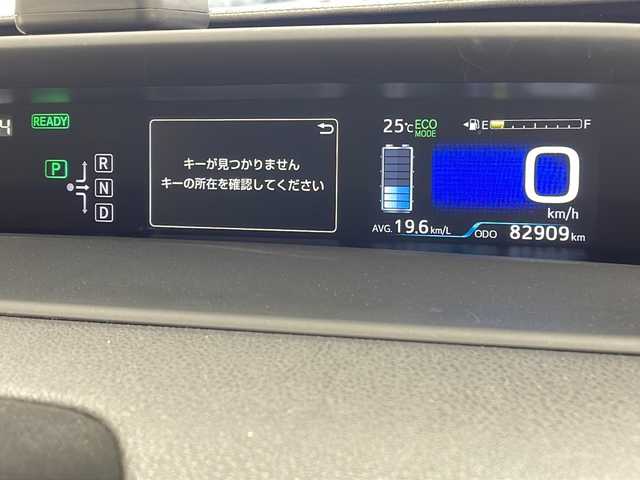 4
READY
P
R
N
D
キーが見つかりません
キーの所在を確認してください
25℃ ECO MODE
E F
0
km/h
AVG. 19.6 km/L
ODO 82909 km